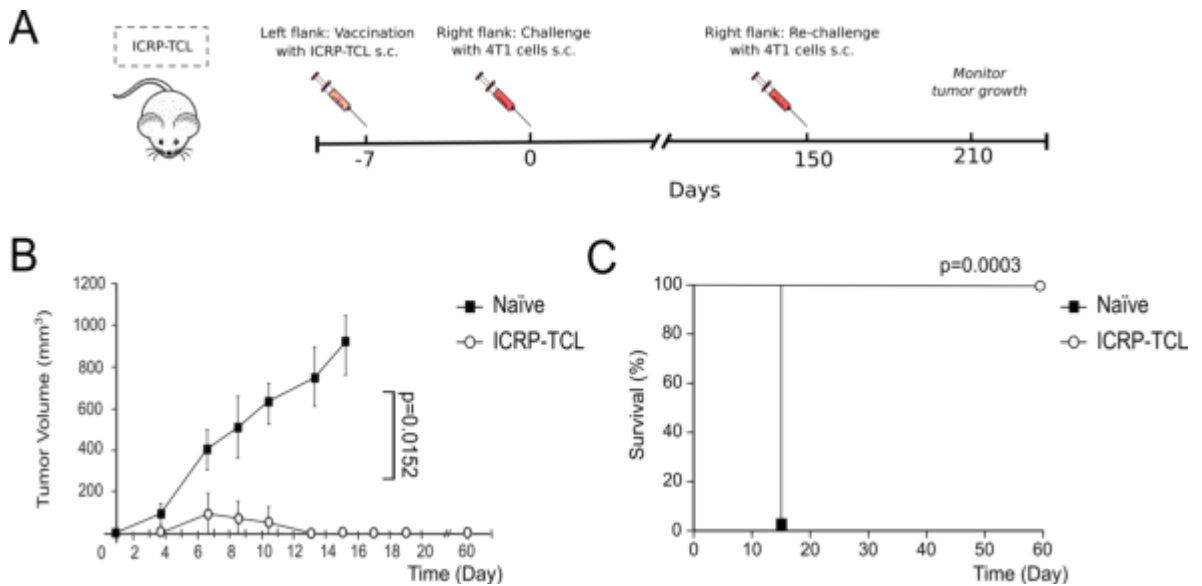 A
ICRP-TCL
Left flank: Vaccination
with ICRP-TCL s.c.
Right flank: Challenge
with 4T1 cells s.c.
Right flank: Re-challenge
with 4T1 cells s.c.
Monitor
tumor growth
-7
0
150
210
Days
B
Tumor Volume (mm³)
1200
1000
800
600
400
200
0 2 4 6 8 10 12 14 16 18 20 60
Time (Day)
Naïve
ICRP-TCL
p=0.0152
C
Survival (%)
100
80
60
40
20
0
0 10 20 30 40 50 60
Time (Day)
p=0.0003
Naïve
ICRP-TCL